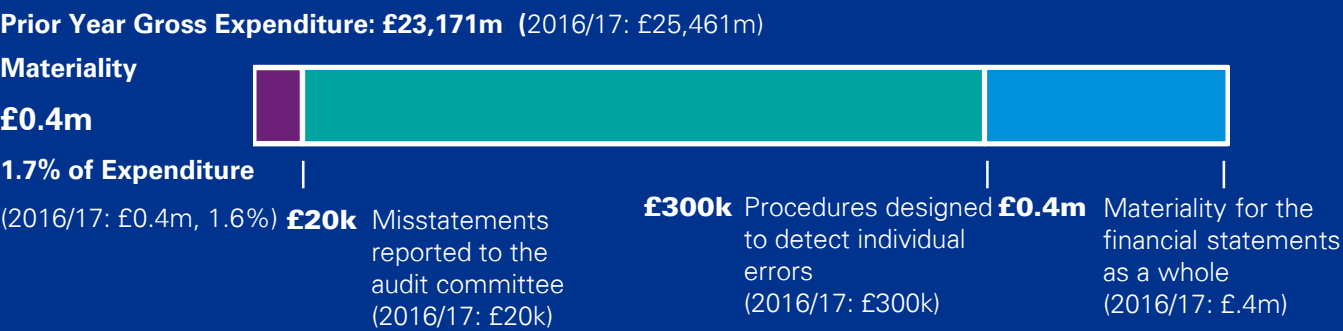 Prior Year Gross Expenditure: £23,171m (2016/17: £25,461m)
Materiality
£0.4m
1.7% of Expenditure
(2016/17: £0.4m, 1.6%)
£20k Misstatements
reported to the
audit committee
(2016/17: £20k)
£300k Procedures designed
to detect individual
errors
(2016/17: £300k)
£0.4m Materiality for the
financial statements
as a whole
(2016/17: £.4m)